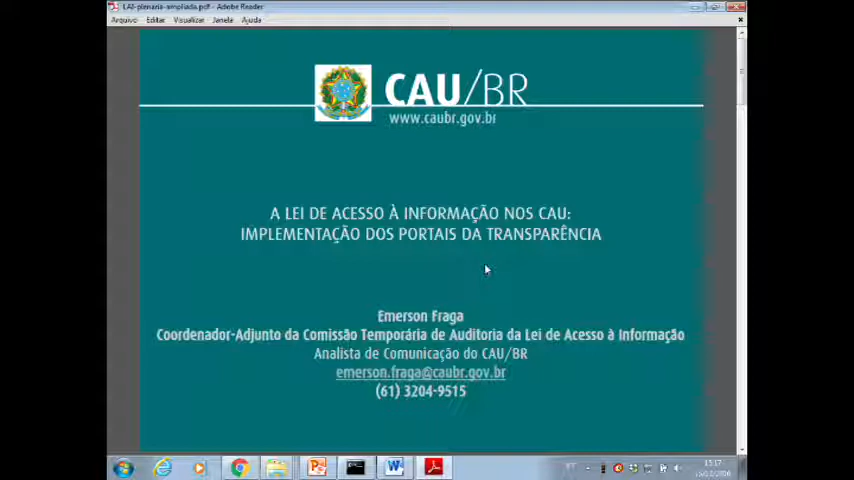 LAI-plenaria-ampliada.pdf - Adobe Reader
Arquivo Editar Visualizar Janela Ajuda
CAU/BR
www.caubr.gov.br
A LEI DE ACESSO À INFORMAÇÃO NOS CAU:
IMPLEMENTAÇÃO DOS PORTAIS DA TRANSPARÊNCIA
Emerson Fraga
Coordenador-Adjunto da Comissão Temporária de Auditoria da Lei de Acesso à Informação
Analista de Comunicação do CAU/BR
emerson.fraga@caubr.gov.br
(61) 3204-9515
15:17